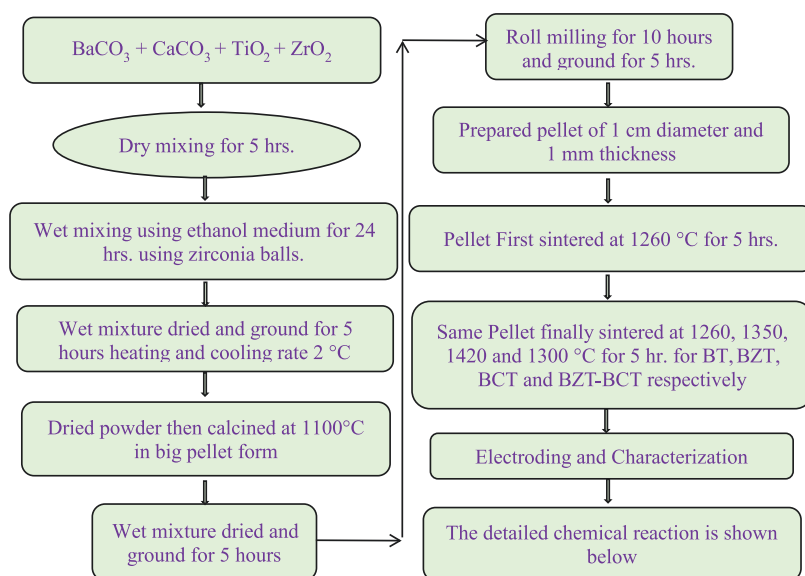 BaCO₃ + CaCO₃ + TiO₂ + ZrO₂
Dry mixing for 5 hrs.
Wet mixing using ethanol medium for 24
hrs. using zirconia balls.
Wet mixture dried and ground for 5
hours heating and cooling rate 2 °C
Dried powder then calcined at 1100°C
in big pellet form
Wet mixture dried and
ground for 5 hours
Roll milling for 10 hours
and ground for 5 hrs.
Prepared pellet of 1 cm diameter and
1 mm thickness
Pellet First sintered at 1260 °C for 5 hrs.
Same Pellet finally sintered at 1260, 1350,
1420 and 1300 °C for 5 hr. for BT, BZT,
BCT and BZT-BCT respectively
Electroding and Characterization
The detailed chemical reaction is shown
below